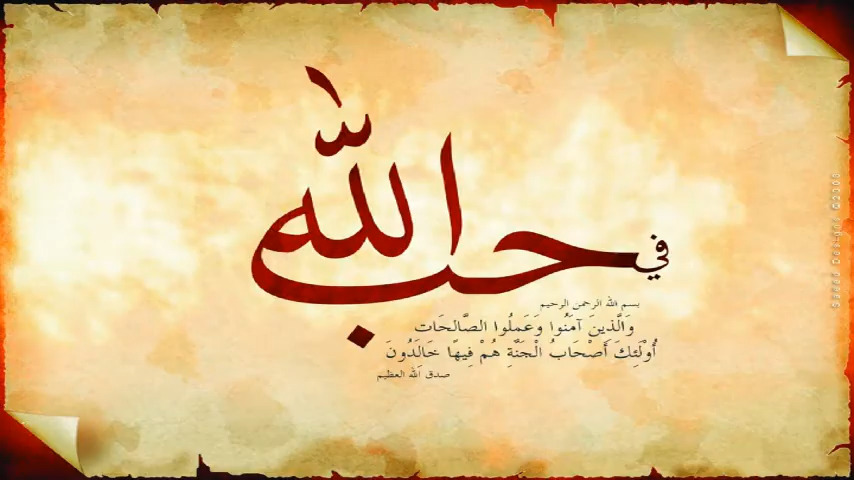 في حب الله
بسم الله الرحمن الرحيم
وَالَّذِينَ آمَنُوا وَعَمِلُوا الصَّالِحَاتِ
أُوْلَئِكَ أَصْحَابُ الْجَنَّةِ هُمْ فِيهَا خَالِدُونَ
صدق الله العظيم